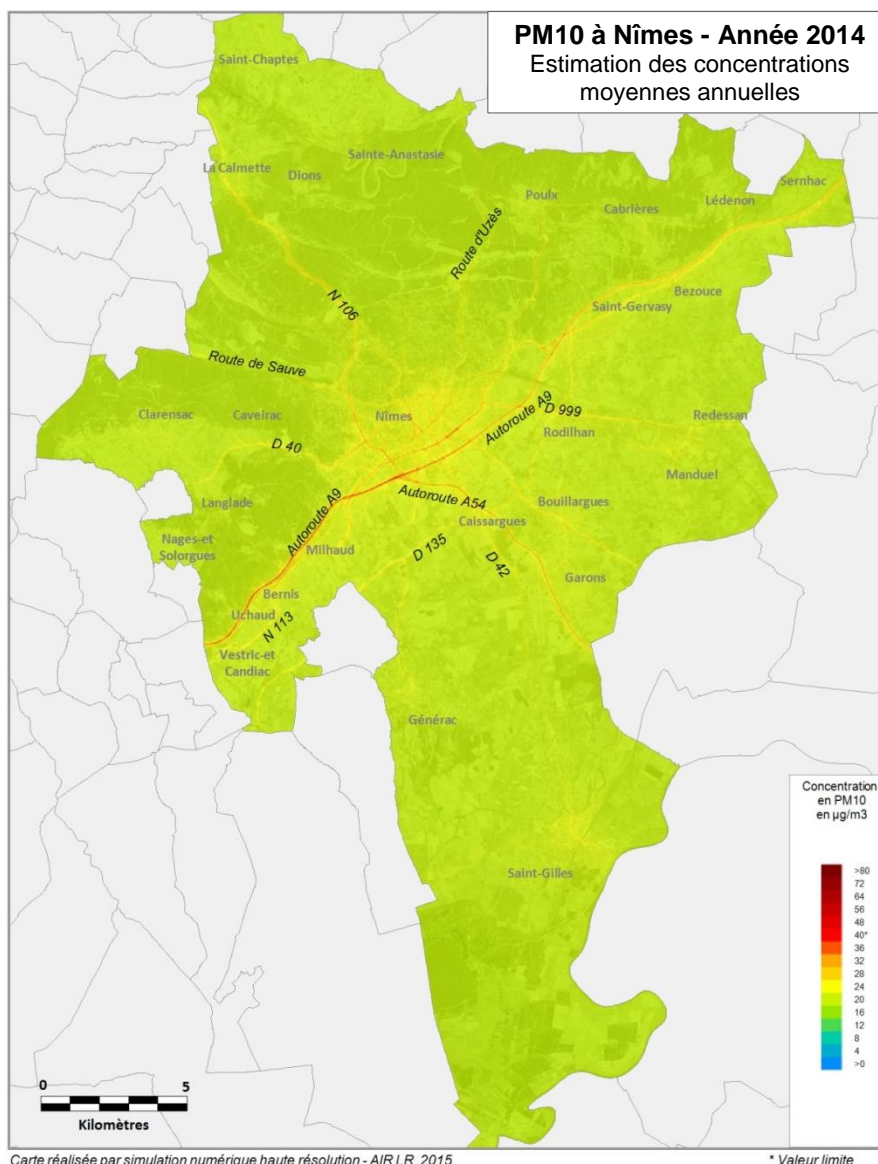 PM10 à Nîmes - Année 2014
Estimation des concentrations
moyennes annuelles
Saint-Chaptes
Sainte-Anastasie
La Calmette
Dions
Sernhac
Poulx
Lédenon
Cabrières
Route d'Uzès
Bezouce
N 106
Saint-Gervasy
Route de Sauve
Clarensac
Caveirac
Nîmes
D 999
Redessan
Autoroute A9
Rodilhan
D 40
Manduel
Langlade
Autoroute A54
Bouillargues
Autoroute A9
Caissargues
Nages-et
Solorgues
Milhaud
D 135
D 42
Garons
Bernis
Uchaud
N 113
Vestric-et
Candiac
Générac
Saint-Gilles
Concentration
en PM10
en µg/m3
>80
72
64
56
48
40*
36
32
28
24
20
16
12
8
4
>0
0 5
Kilomètres
Carte réalisée par simulation numérique haute résolution - AIR LR, 2015
* Valeur limite